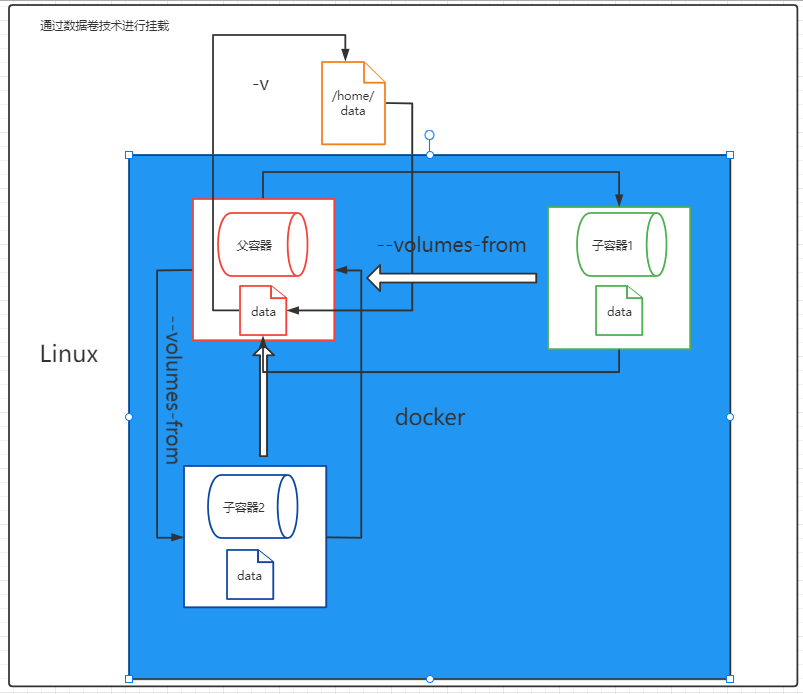 通过数据卷技术进行挂载
-v
/home/
data
父容器
data
--volumes-from
子容器1
data
Linux
--volumes-from
docker
子容器2
data